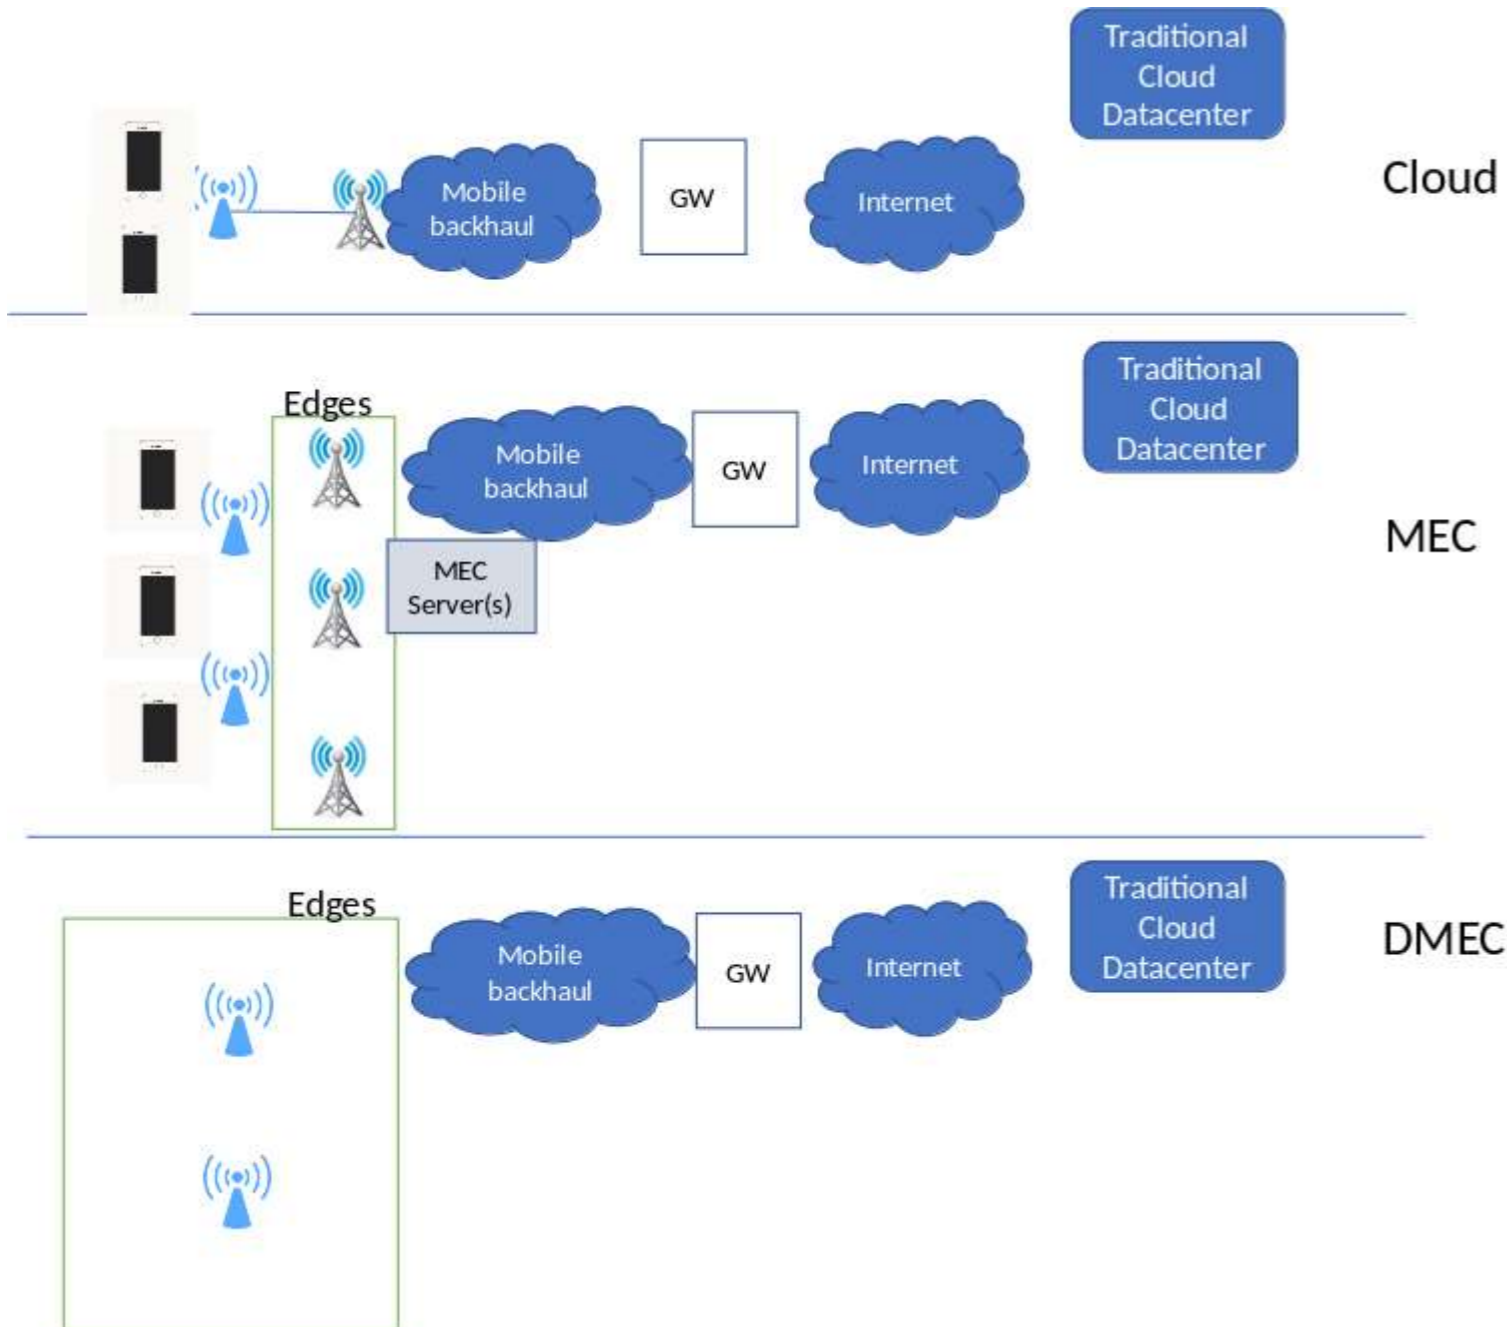 Traditional
Cloud
Datacenter
Mobile
backhaul
GW
Internet
Cloud
Edges
Traditional
Cloud
Datacenter
Mobile
backhaul
GW
Internet
MEC
MEC
Server(s)
Edges
Traditional
Cloud
Datacenter
Mobile
backhaul
GW
Internet
DMEC